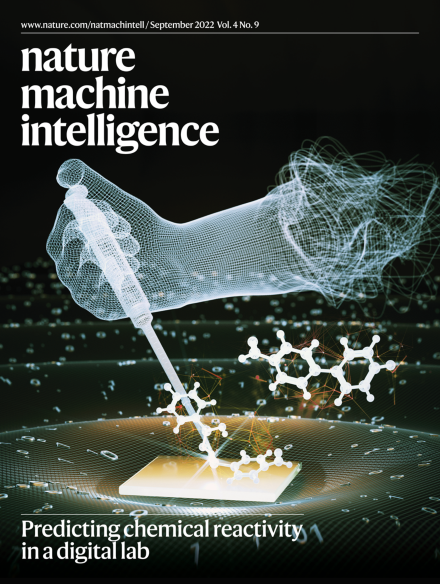 www.nature.com/natmachintell / September 2022 Vol. 4 No. 9
nature
machine
intelligence
Predicting chemical reactivity
in a digital lab